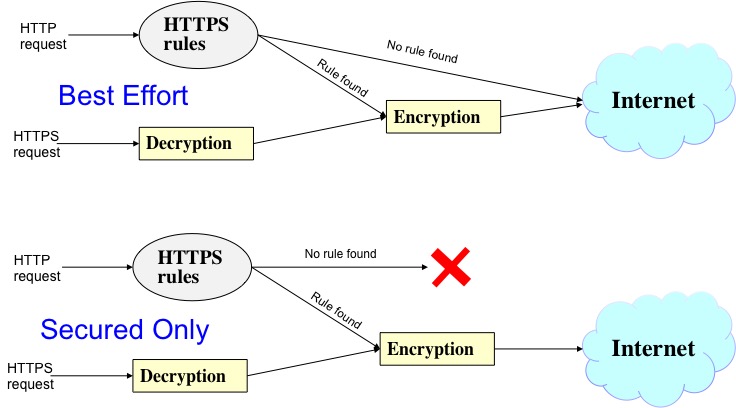 HTTP
request
HTTPS
rules
No rule found
Rule found
Best Effort
Internet
Encryption
HTTPS
request
Decryption
HTTP
request
HTTPS
rules
No rule found
Rule found
Secured Only
Internet
Encryption
HTTPS
request
Decryption